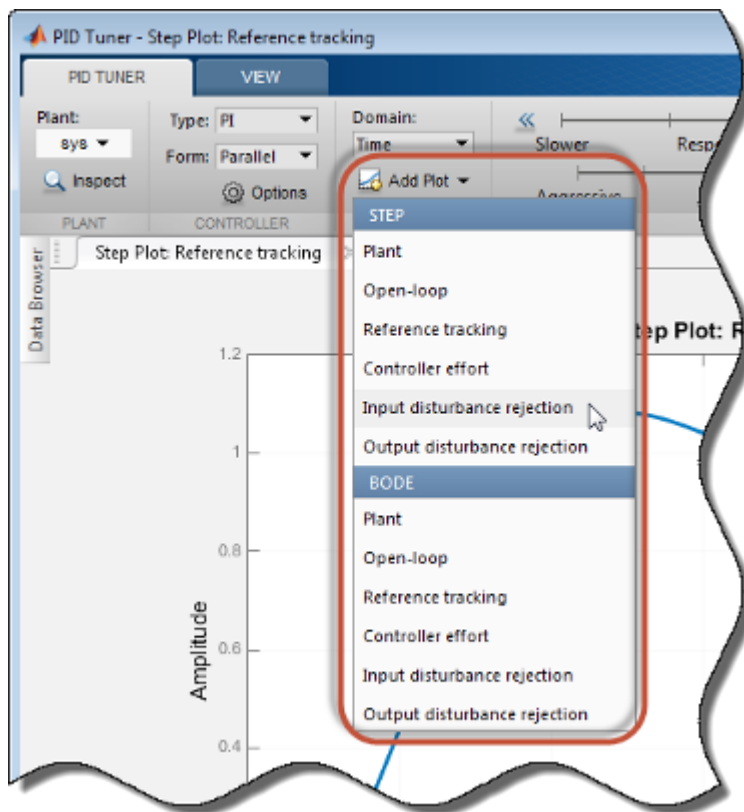 PID Tuner - Step Plot: Reference tracking
PID TUNER
VIEW
Plant:
sys
Inspect
PLANT
Type: PI
Form: Parallel
Options
CONTROLLER
Domain:
Time
Add Plot
Slower
Aggressive
STEP
Plant
Open-loop
Reference tracking
Controller effort
Input disturbance rejection
Output disturbance rejection
BODE
Plant
Open-loop
Reference tracking
Controller effort
Input disturbance rejection
Output disturbance rejection
Data Browser
Step Plot: Reference tracking
Plot:
1.2
1
0.8
0.6
0.4
Amplitude